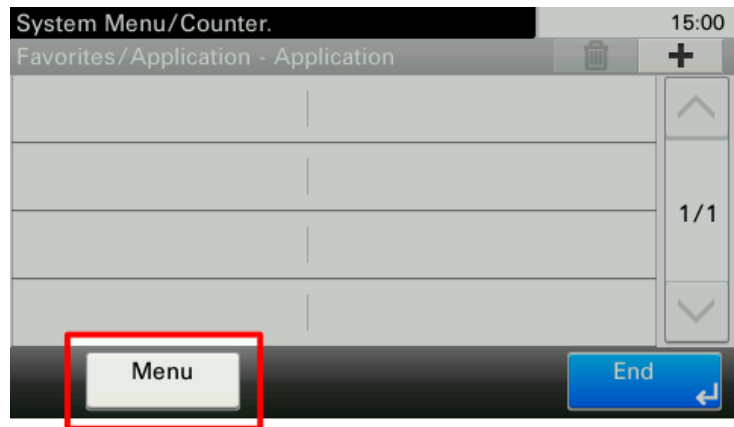 System Menu/Counter. 15:00
Favorites/Application - Application
1/1
Menu End